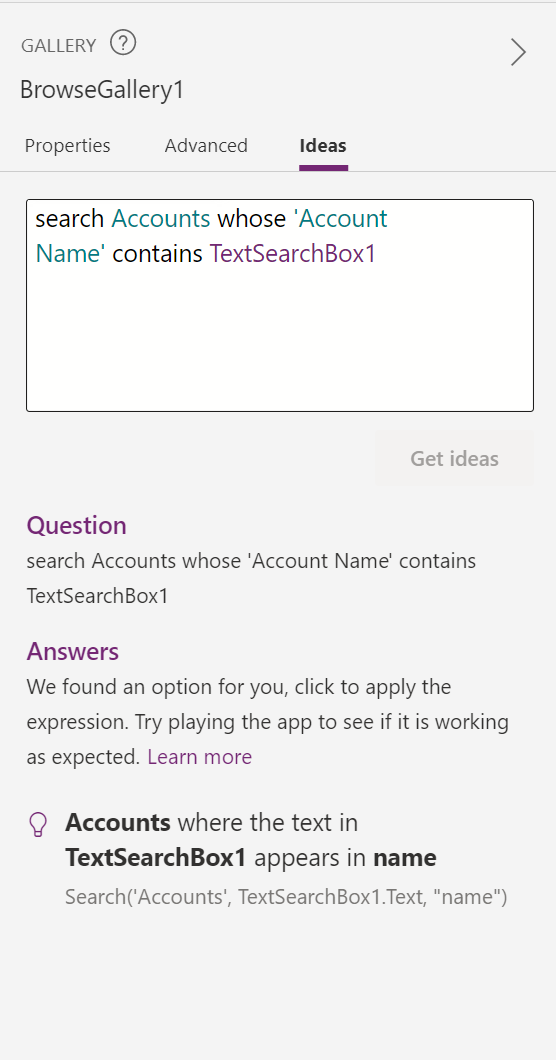 GALLERY ?
BrowseGallery1
Properties Advanced Ideas
search Accounts whose 'Account
Name' contains TextSearchBox1
Get ideas
Question
search Accounts whose 'Account Name' contains
TextSearchBox1
Answers
We found an option for you, click to apply the
expression. Try playing the app to see if it is working
as expected. Learn more
Accounts where the text in
TextSearchBox1 appears in name
Search('Accounts', TextSearchBox1.Text, "name")